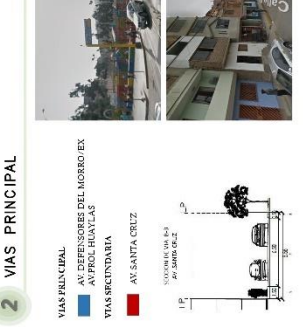 2 VIAS PRINCIPAL
VIAS PRINCIPAL
AV. DEFENSORES DEL MORRO/EX
AV.PROL HUAYLAS
VIAS SECUNDARIA
AV. SANTA CRUZ
SECCION DE VIA
AV. SANTA CRUZ